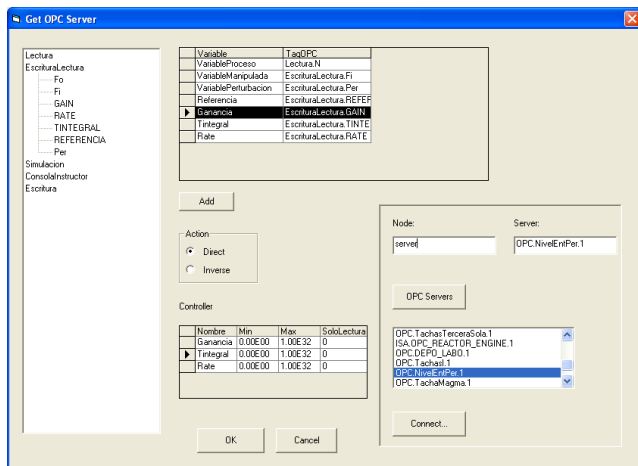 Get OPC Server
Lectura
EscrituraLectura
Fo
Fi
GAIN
RATE
TINTEGRAL
REFERENCIA
Per
Simulacion
ConsolaInstructor
Escritura
Variable TagOPC
VariableProceso Lectura.N
VariableManipulada EscrituraLectura.Fi
VariablePerturbacion EscrituraLectura.Per
Referencia EscrituraLectura.REFER
Ganancia EscrituraLectura.GAIN
Tintegral EscrituraLectura.TINTE
Rate EscrituraLectura.RATE
Add
Action
Direct
Inverse
Controller
Nombre Min Max SoloLectura
Ganancia 0.00E00 1.00E32 0
Tintegral 0.00E00 1.00E32 0
Rate 0.00E00 1.00E32 0
OK Cancel
Node: Server:
server OPC.NivelEntPer.1
OPC Servers
OPC.TachasTerceraSola.1
ISA.OPC_REACTOR_ENGINE.1
OPC.DEPO_LABO.1
OPC.TachasI.1
OPC.NivelEntPer.1
OPC.TachaMagma.1
Connect...